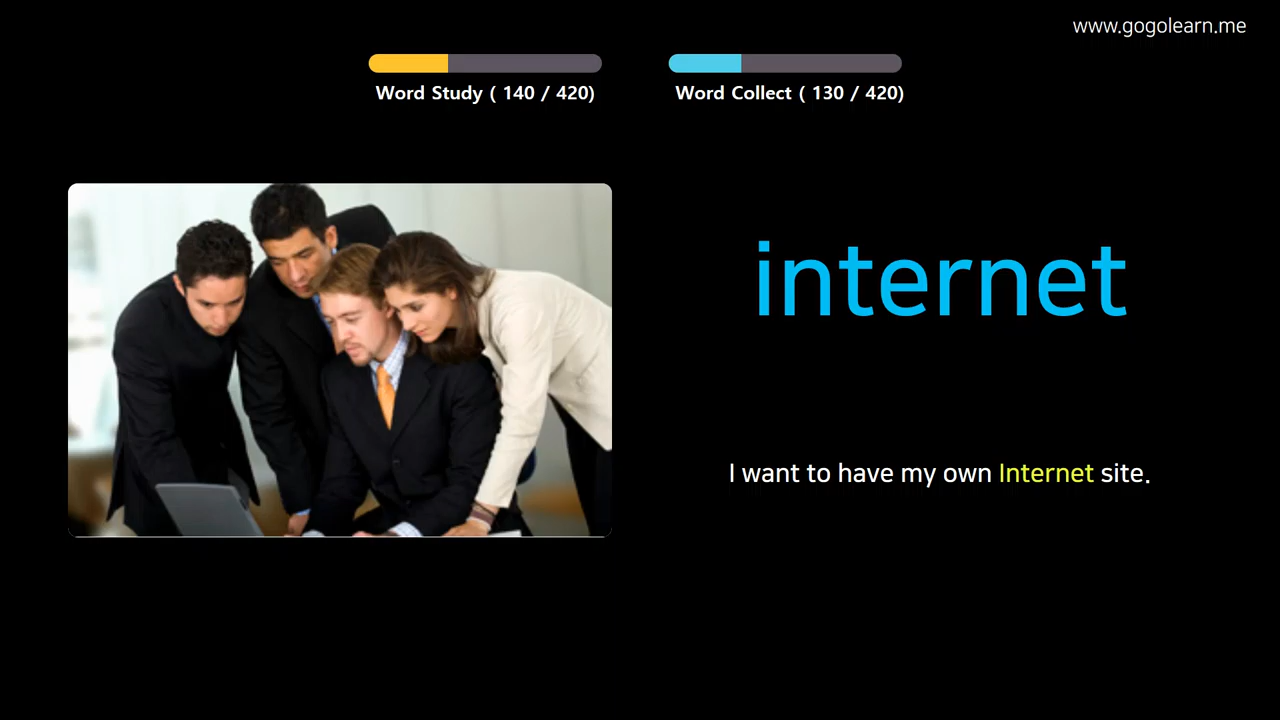 www.gogolearn.me
Word Study ( 140 / 420)
Word Collect ( 130 / 420)
internet
I want to have my own Internet site.